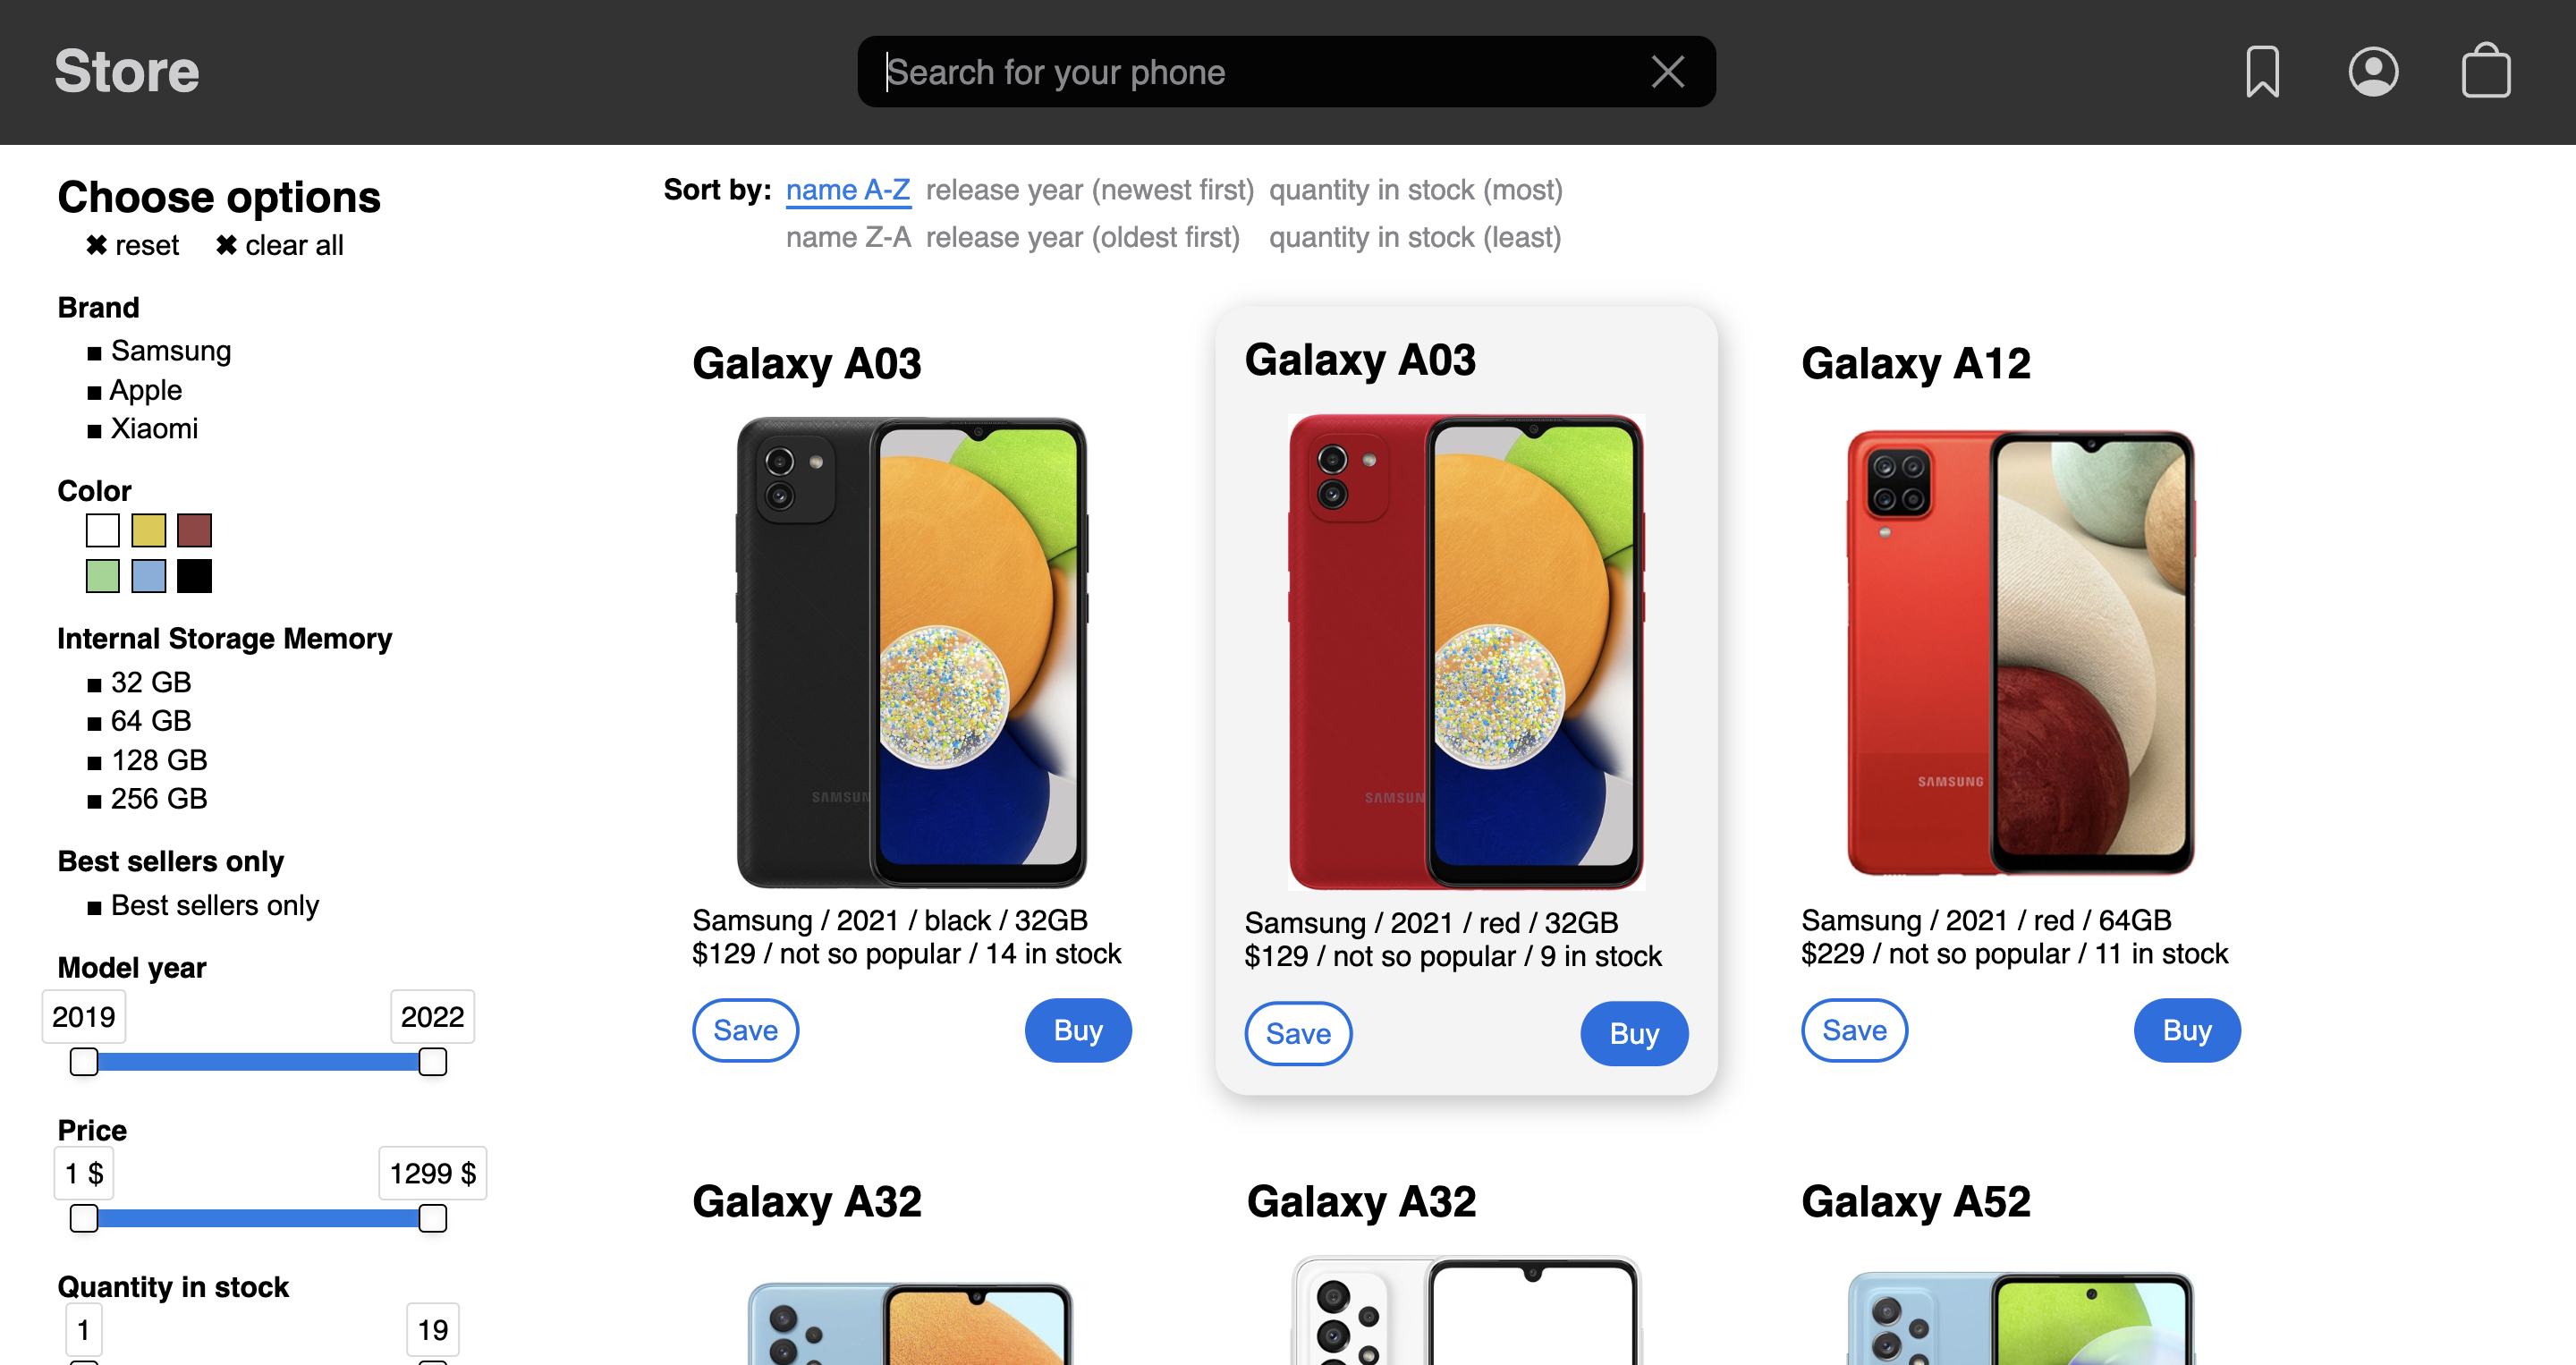 Store
Search for your phone
Choose options
✖ reset ✖ clear all
Brand
Samsung
Apple
Xiaomi
Color
Internal Storage Memory
32 GB
64 GB
128 GB
256 GB
Best sellers only
Best sellers only
Model year
2019 2022
Price
1 $ 1299 $
Quantity in stock
1 19
Sort by: name A-Z release year (newest first) quantity in stock (most)
name Z-A release year (oldest first) quantity in stock (least)
Galaxy A03
SAMSUN
Samsung / 2021 / black / 32GB
$129 / not so popular / 14 in stock
Save Buy
Galaxy A03
SAMSUN
Samsung / 2021 / red / 32GB
$129 / not so popular / 9 in stock
Save Buy
Galaxy A12
SAMSUNG
Samsung / 2021 / red / 64GB
$229 / not so popular / 11 in stock
Save Buy
Galaxy A32
Galaxy A32
Galaxy A52